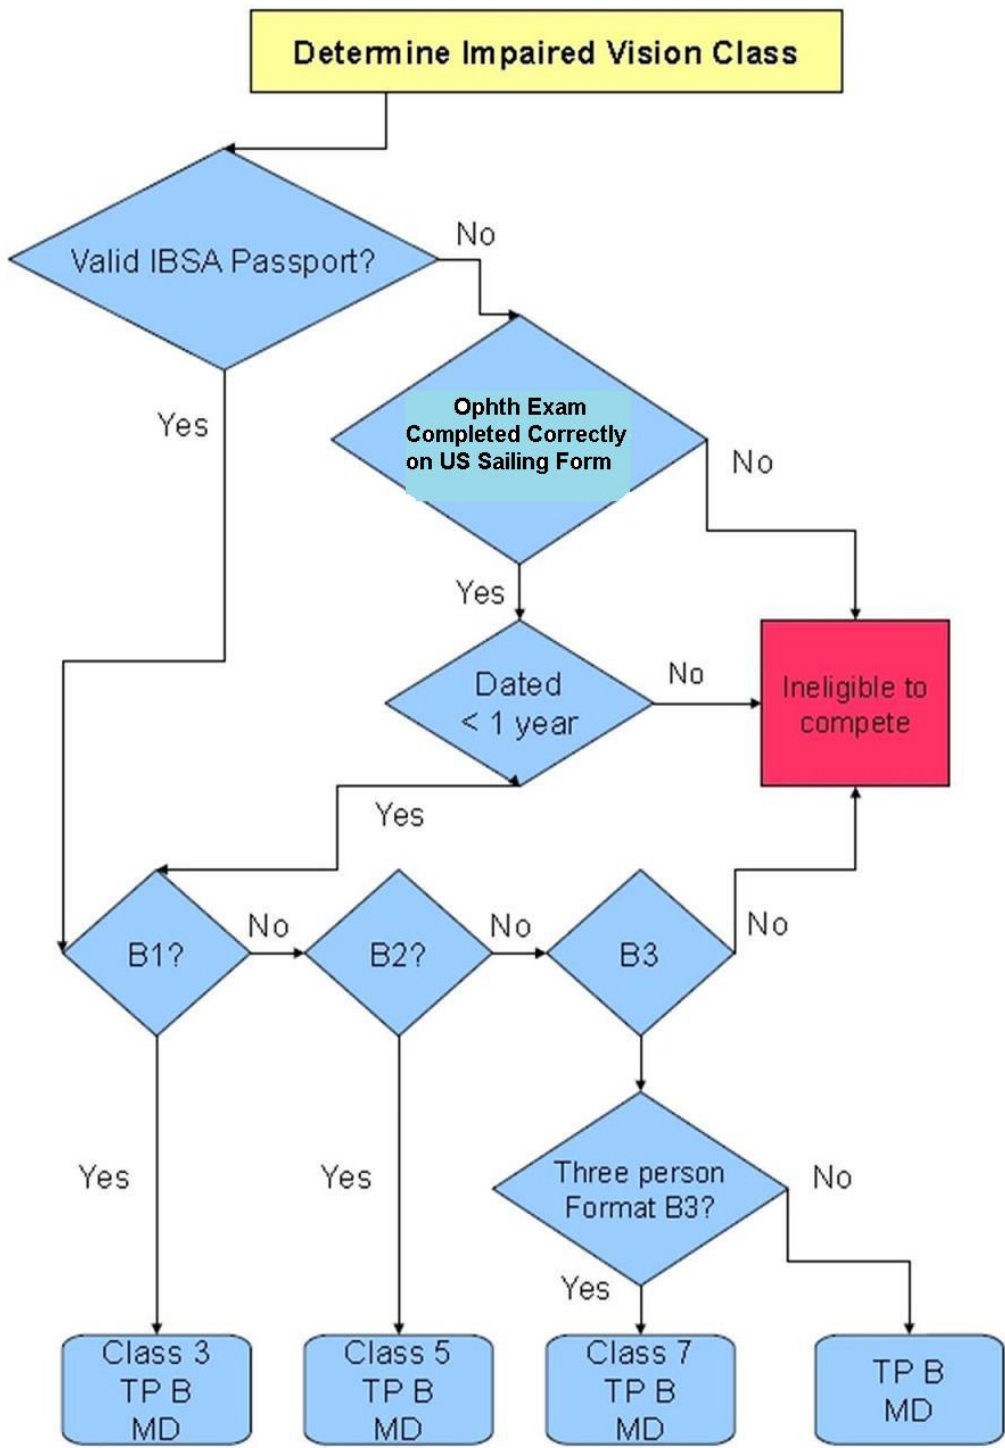 Determine Impaired Vision Class
No
Valid IBSA Passport?
Yes
Ophth Exam
Completed Correctly
on US Sailing Form
No
Yes
Dated
< 1 year
No
Ineligible to
compete
Yes
B1?
No
B2?
No
B3
No
Yes
Yes
Three person
Format B3?
No
Yes
Class 3
TP B
MD
Class 5
TP B
MD
Class 7
TP B
MD
TP B
MD